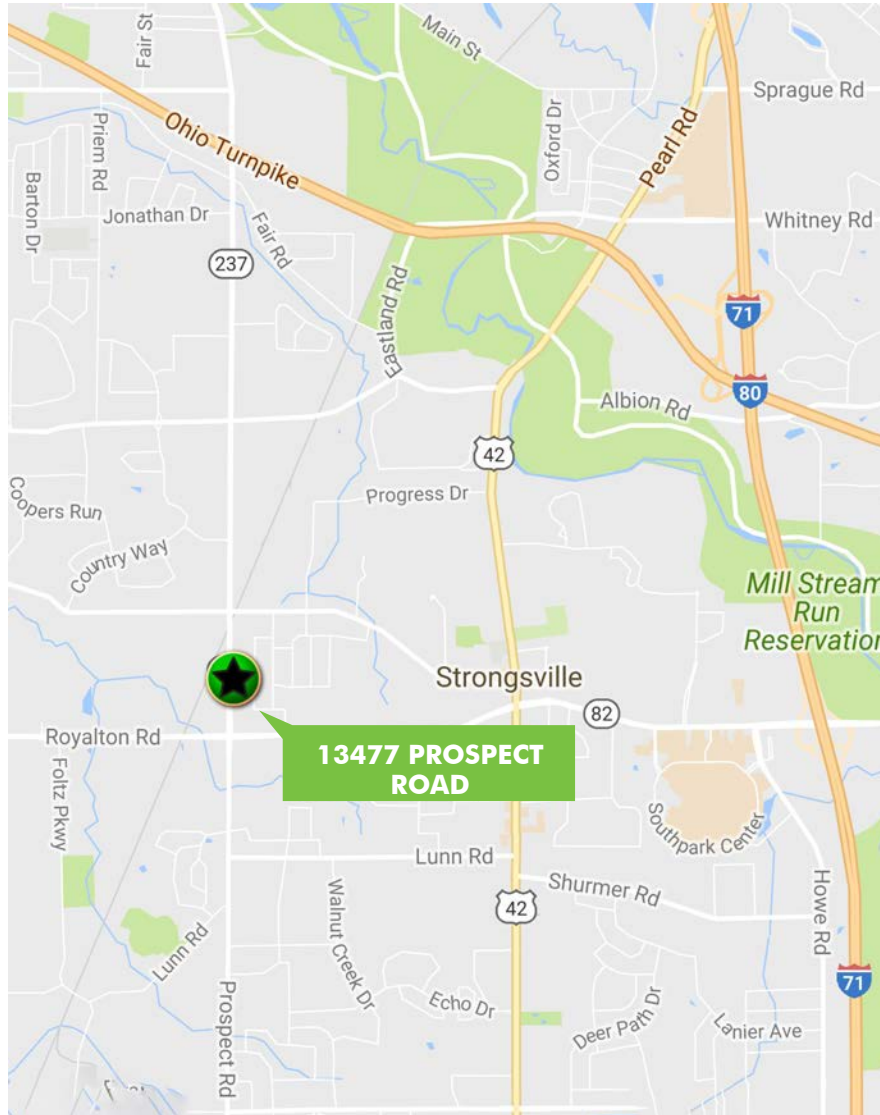 Main St
Fair St
Sprague Rd
Priem Rd
Oxford Dr
Pearl Rd
Ohio Turnpike
Barton Dr
Jonathan Dr
Fair Rd
Whitney Rd
237
Eastland Rd
71
80
Albion Rd
42
Progress Dr
Coopers Run
Country Way
Mill Stream
Run
Reservation
Strongsville
82
Royalton Rd
13477 PROSPECT
ROAD
Foltz Pkwy
Southpark Center
Lunn Rd
Shurmer Rd
Howe Rd
42
Walnut Creek Dr
Lunn Rd
71
Prospect Rd
Echo Dr
Deer Path Dr
Lanier Ave